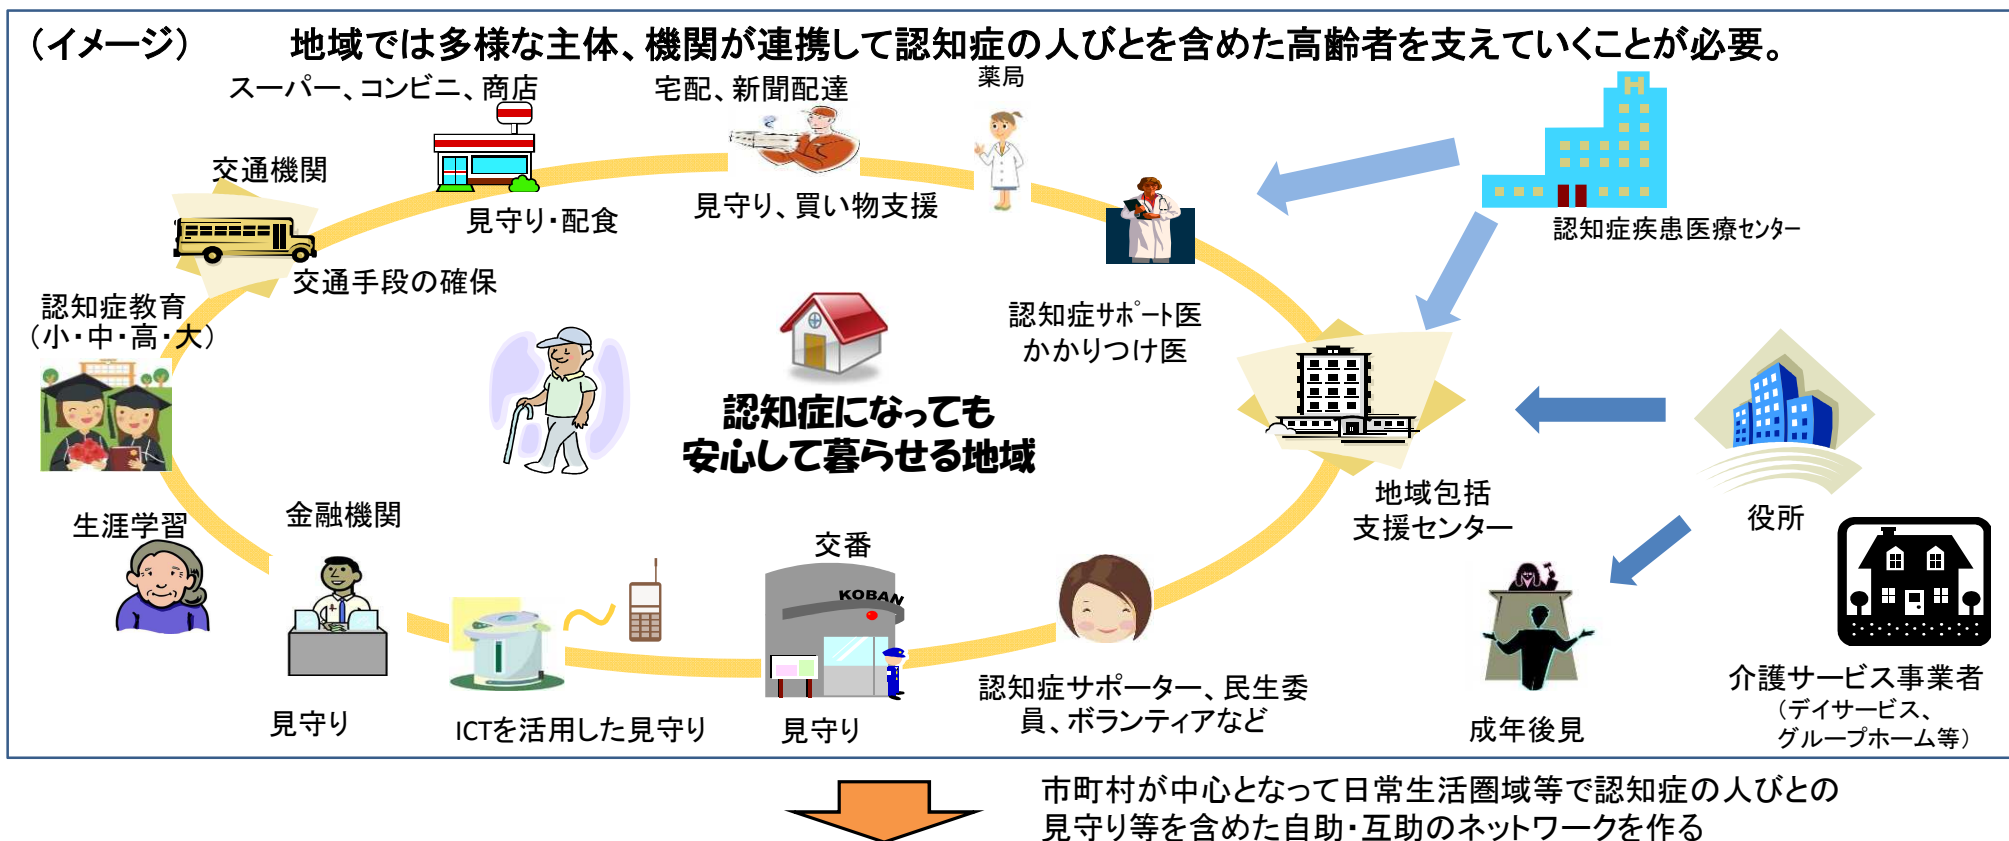 （イメージ） 地域では多様な主体、機関が連携して認知症の人びとを含めた高齢者を支えていくことが必要。
スーパー、コンビニ、商店
宅配、新聞配達
薬局
交通機関
見守り・配食
見守り、買い物支援
認知症疾患医療ｾﾝﾀｰ
交通手段の確保
認知症教育
（小・中・高・大）
認知症ｻﾎﾟｰﾄ医
かかりつけ医
認知症になっても
安心して暮らせる地域
地域包括
支援センター
役所
生涯学習
金融機関
交番
KOBAN
H
見守り
ICTを活用した見守り
見守り
認知症サポーター、民生委
員、ボランティアなど
成年後見
介護サービス事業者
（デイサービス、
グループホーム等）
市町村が中心となって日常生活圏域等で認知症の人びとの
見守り等を含めた自助・互助のネットワークを作る